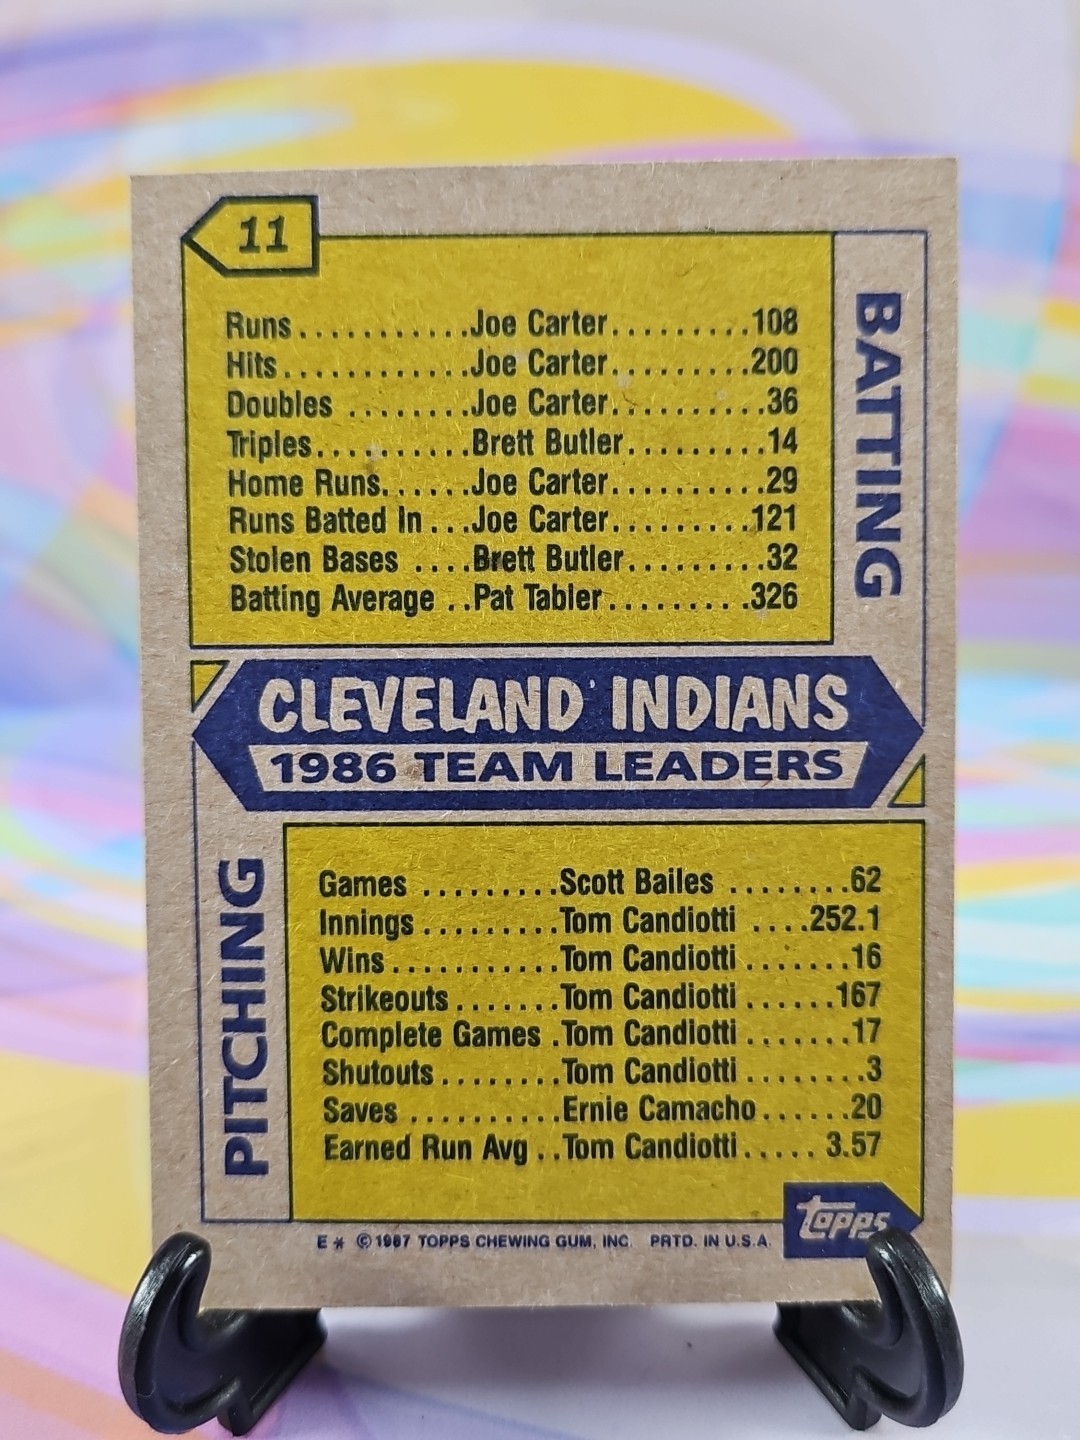 11
BATTING
Runs...........Joe Carter.........108
Hits............Joe Carter.........200
Doubles ........Joe Carter..........36
Triples..........Brett Butler.........14
Home Runs......Joe Carter..........29
Runs Batted In...Joe Carter.........121
Stolen Bases ....Brett Butler.........32
Batting Average ..Pat Tabler.........326
CLEVELAND INDIANS
1986 TEAM LEADERS
PITCHING
Games .........Scott Bailes ........62
Innings.........Tom Candiotti ....252.1
Wins...........Tom Candiotti.......16
Strikeouts.......Tom Candiotti......167
Complete Games .Tom Candiotti.......17
Shutouts........Tom Candiotti........3
Saves ..........Ernie Camacho......20
Earned Run Avg ..Tom Candiotti..... 3.57
topps
E * © 1987 TOPPS CHEWING GUM, INC. PRTD. IN U.S.A.